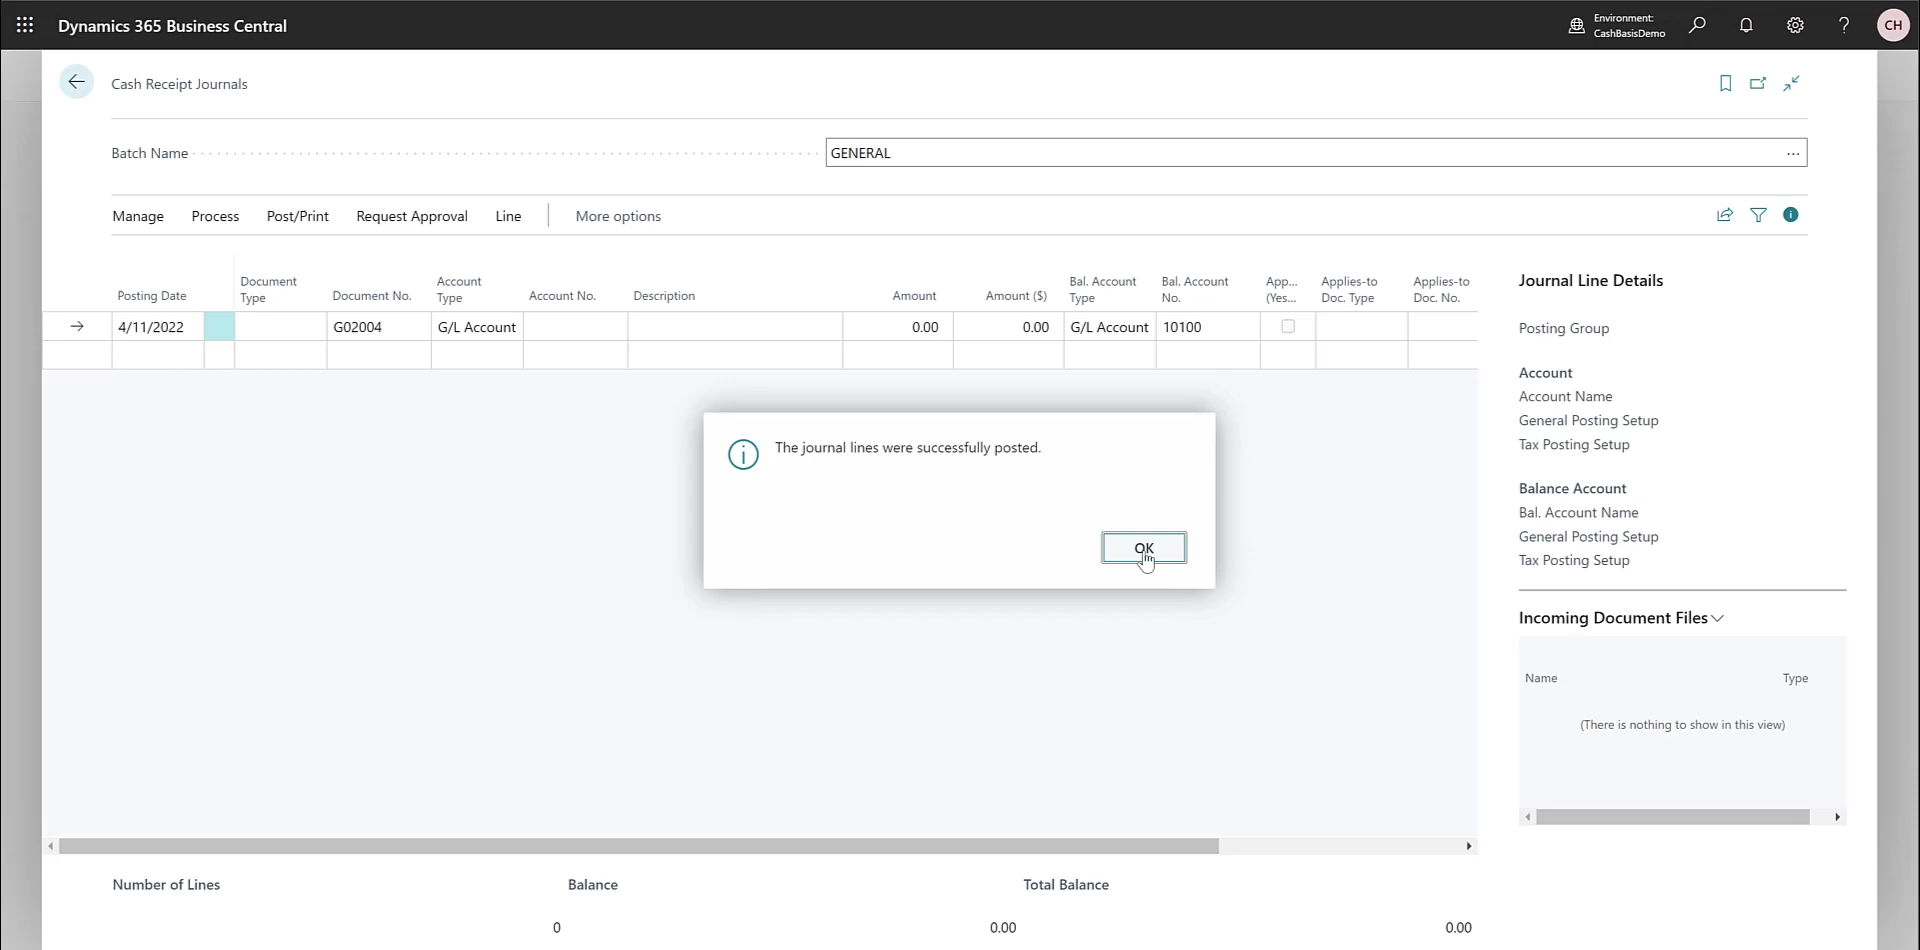 Dynamics 365 Business Central
Environment:
CashBasisDemo
?
CH
Cash Receipt Journals
Batch Name
GENERAL
...
Manage
Process
Post/Print
Request Approval
Line
More options
Posting Date
Document
Type
Document No.
Account
Type
Account No.
Description
Amount
Amount ($)
Bal. Account
Type
Bal. Account
No.
App...
(Yes...
Applies-to
Doc. Type
Applies-to
Doc. No.
4/11/2022
G02004
G/L Account
0.00
0.00
G/L Account
10100
The journal lines were successfully posted.
OK
Journal Line Details
Posting Group
Account
Account Name
General Posting Setup
Tax Posting Setup
Balance Account
Bal. Account Name
General Posting Setup
Tax Posting Setup
Incoming Document Files
Name
Type
(There is nothing to show in this view)
Number of Lines
Balance
Total Balance
0
0.00
0.00